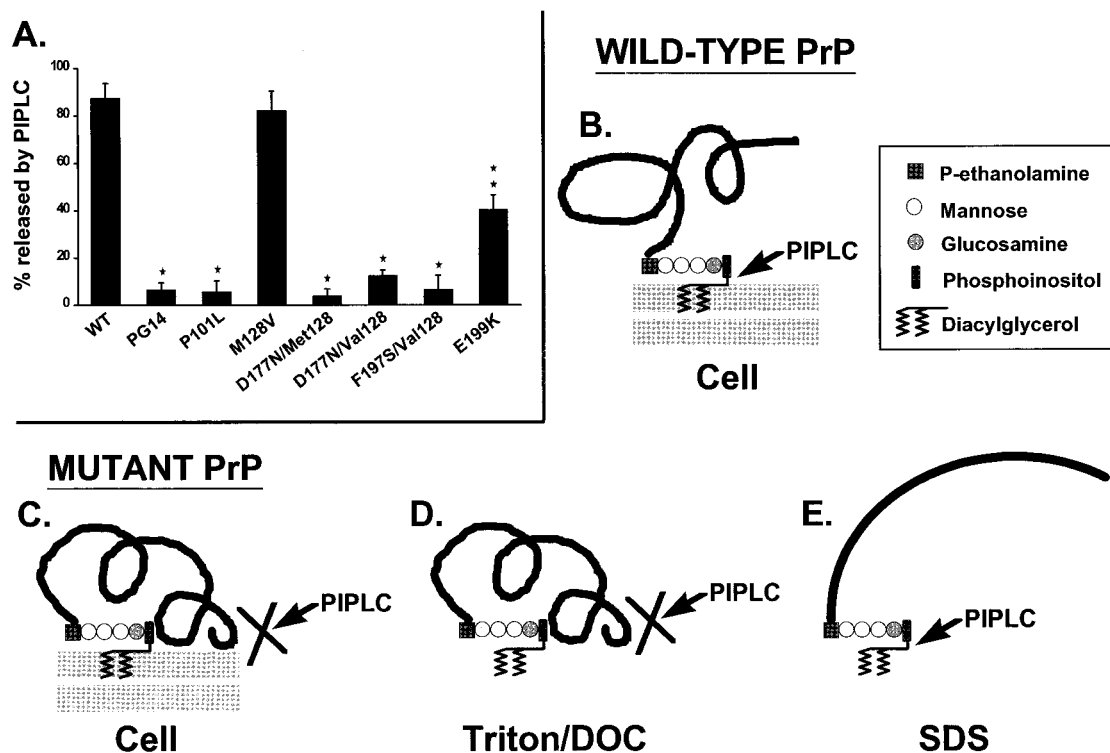 A.
% released by PIPLC
100
80
60
40
20
0
★
★
★
★
★
★
★
WT
PG14
P101L
M128V
D177N/Met128
D177N/Val128
F197S/Val128
E199K
WILD-TYPE PrP
B.
PIPLC
Cell
P-ethanolamine
Mannose
Glucosamine
Phosphoinositol
Diacylglycerol
MUTANT PrP
C.
PIPLC
Cell
D.
PIPLC
Triton/DOC
E.
PIPLC
SDS